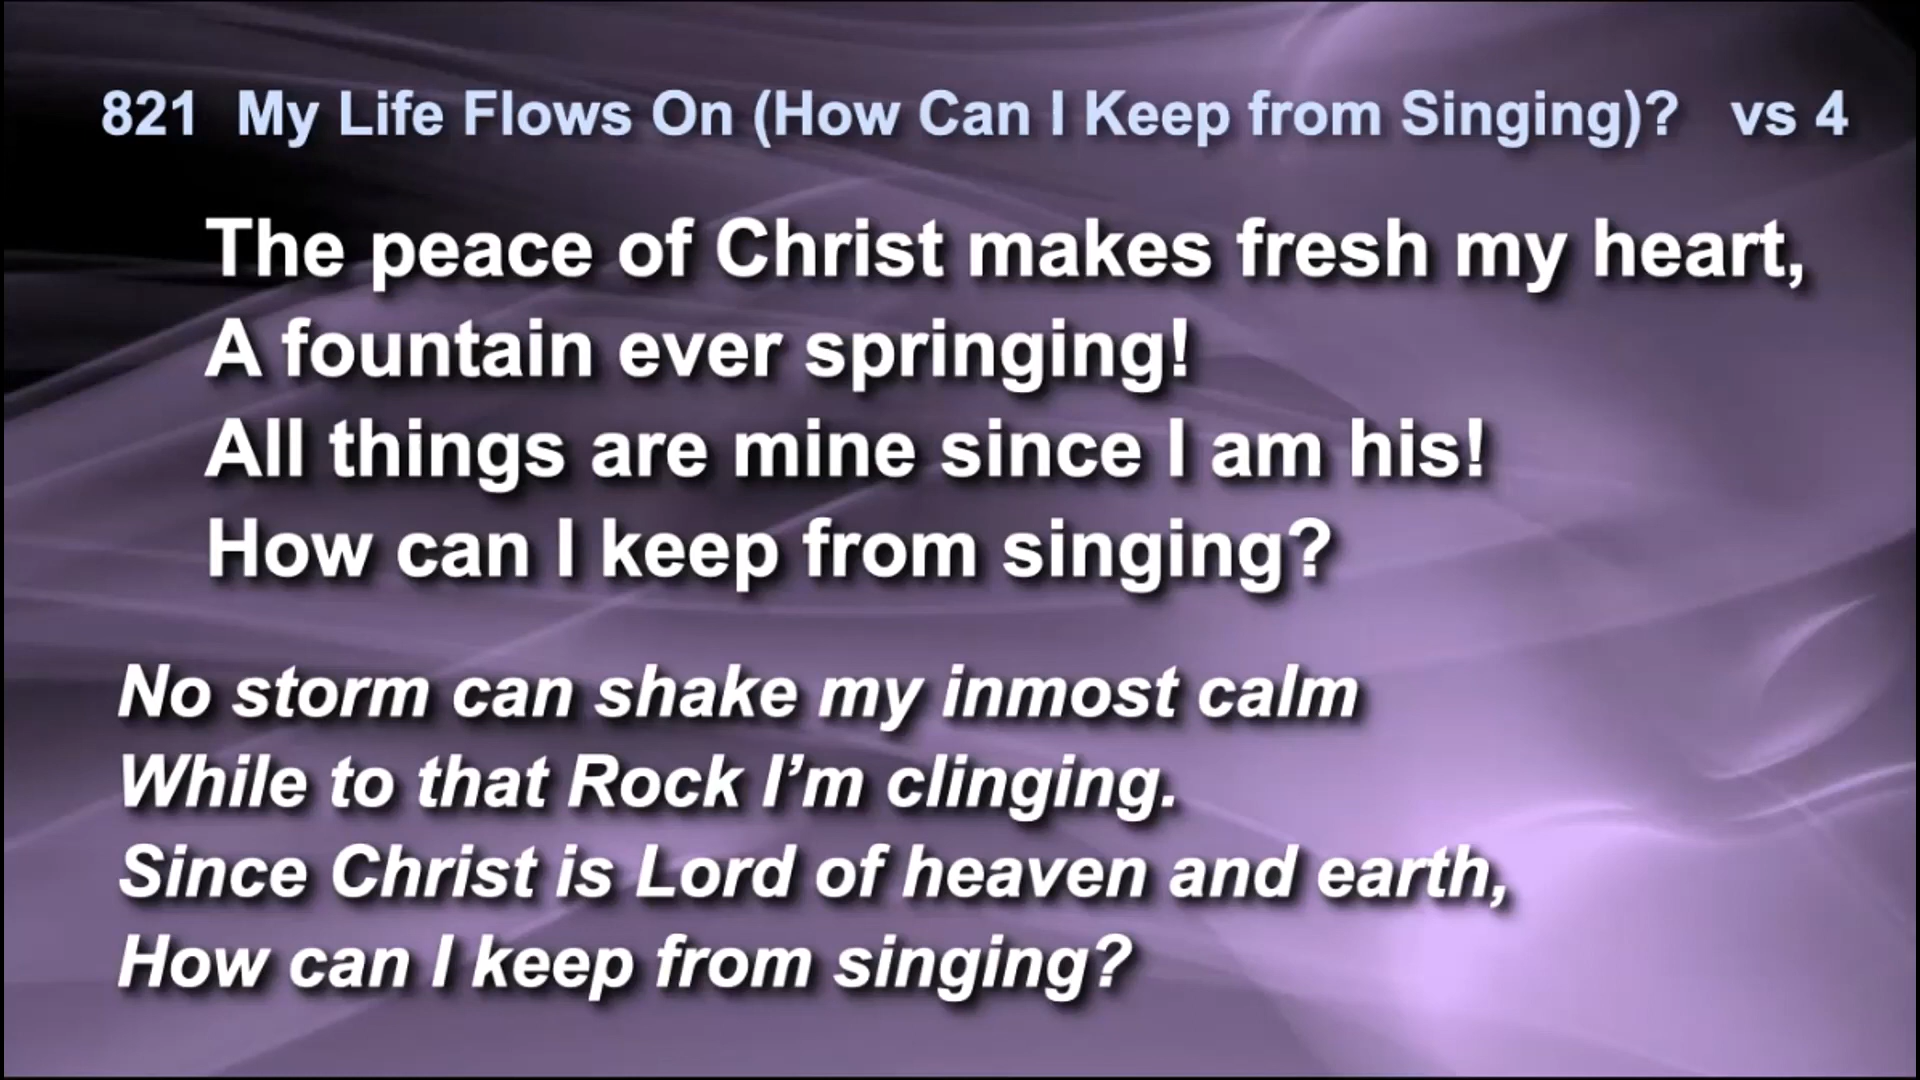 821 My Life Flows On (How Can I Keep from Singing)? vs 4
The peace of Christ makes fresh my heart,
A fountain ever springing!
All things are mine since I am his!
How can I keep from singing?
No storm can shake my inmost calm
While to that Rock I’m clinging.
Since Christ is Lord of heaven and earth,
How can I keep from singing?